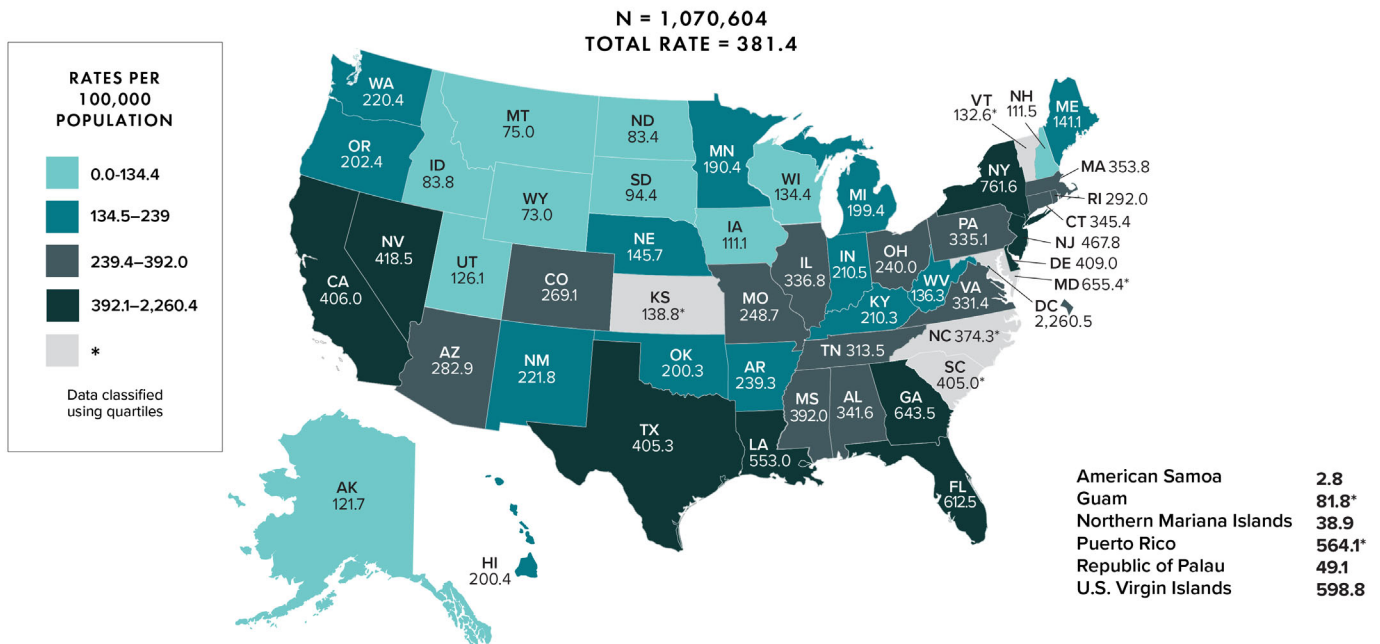 N = 1,070,604
TOTAL RATE = 381.4
RATES PER
100,000
POPULATION
0.0-134.4
134.5–239
239.4–392.0
392.1–2,260.4
*
Data classified
using quartiles
WA
220.4
OR
202.4
CA
406.0
NV
418.5
ID
83.8
MT
75.0
WY
73.0
UT
126.1
AZ
282.9
CO
269.1
NM
221.8
ND
83.4
SD
94.4
NE
145.7
KS
138.8*
OK
200.3
TX
405.3
MN
190.4
IA
111.1
MO
248.7
AR
239.3
LA
553.0
WI
134.4
IL
336.8
MI
199.4
IN
210.5
OH
240.0
KY
210.3
TN 313.5
MS
392.0
AL
341.6
GA
643.5
FL
612.5
SC
405.0*
NC 374.3*
VA
331.4
WV
136.3
PA
335.1
NY
761.6
VT
132.6*
NH
111.5
ME
141.1
MA 353.8
RI 292.0
CT 345.4
NJ 467.8
DE 409.0
MD 655.4*
DC
2,260.5
AK
121.7
HI
200.4
American Samoa 2.8
Guam 81.8*
Northern Mariana Islands 38.9
Puerto Rico 564.1*
Republic of Palau 49.1
U.S. Virgin Islands 598.8